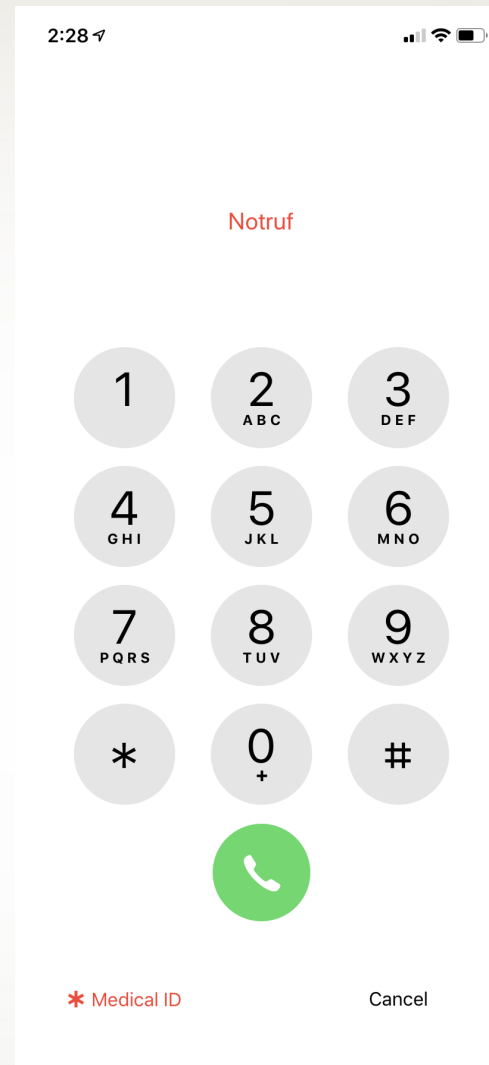 2:28
Notruf
1 2 3
ABC DEF
4 5 6
GHI JKL MNO
7 8 9
PQRS TUV WXYZ
* 0 #
+
* Medical ID Cancel